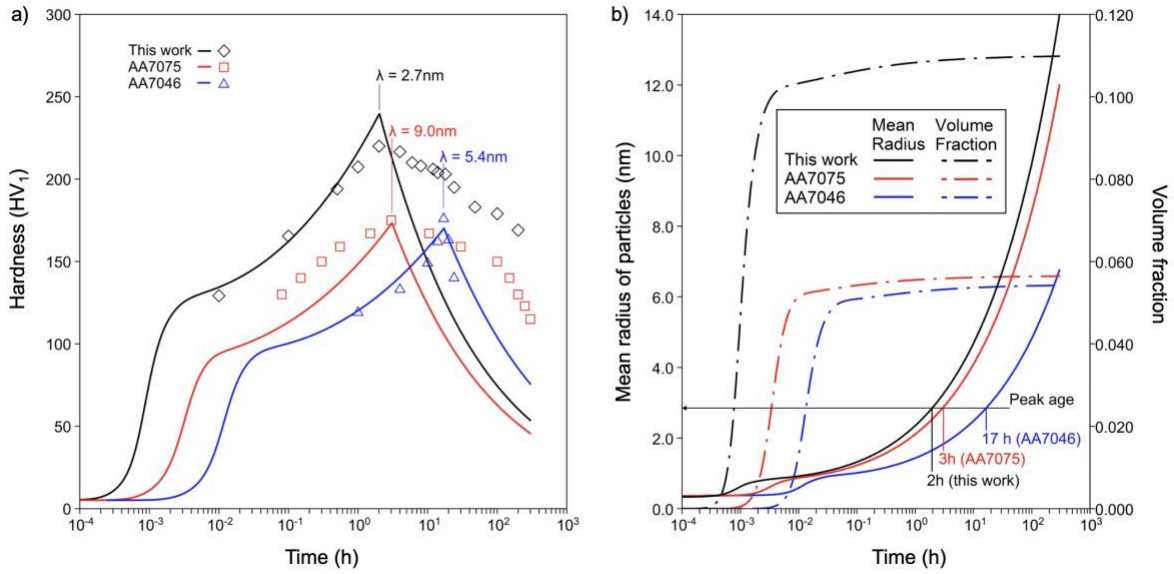 a)
300
250
200
150
100
50
0
Hardness (HV1)
10-4
10-3
10-2
10-1
100
101
102
103
Time (h)
This work
AA7075
AA7046
λ = 2.7nm
λ = 9.0nm
λ = 5.4nm
b)
14.0
12.0
10.0
8.0
6.0
4.0
2.0
0.0
Mean radius of particles (nm)
0.120
0.100
0.080
0.060
0.040
0.020
0.000
Volume fraction
10-4
10-3
10-2
10-1
100
101
102
103
Time (h)
Mean Volume
Radius Fraction
This work
AA7075
AA7046
Peak age
17 h (AA7046)
3h (AA7075)
2h (this work)